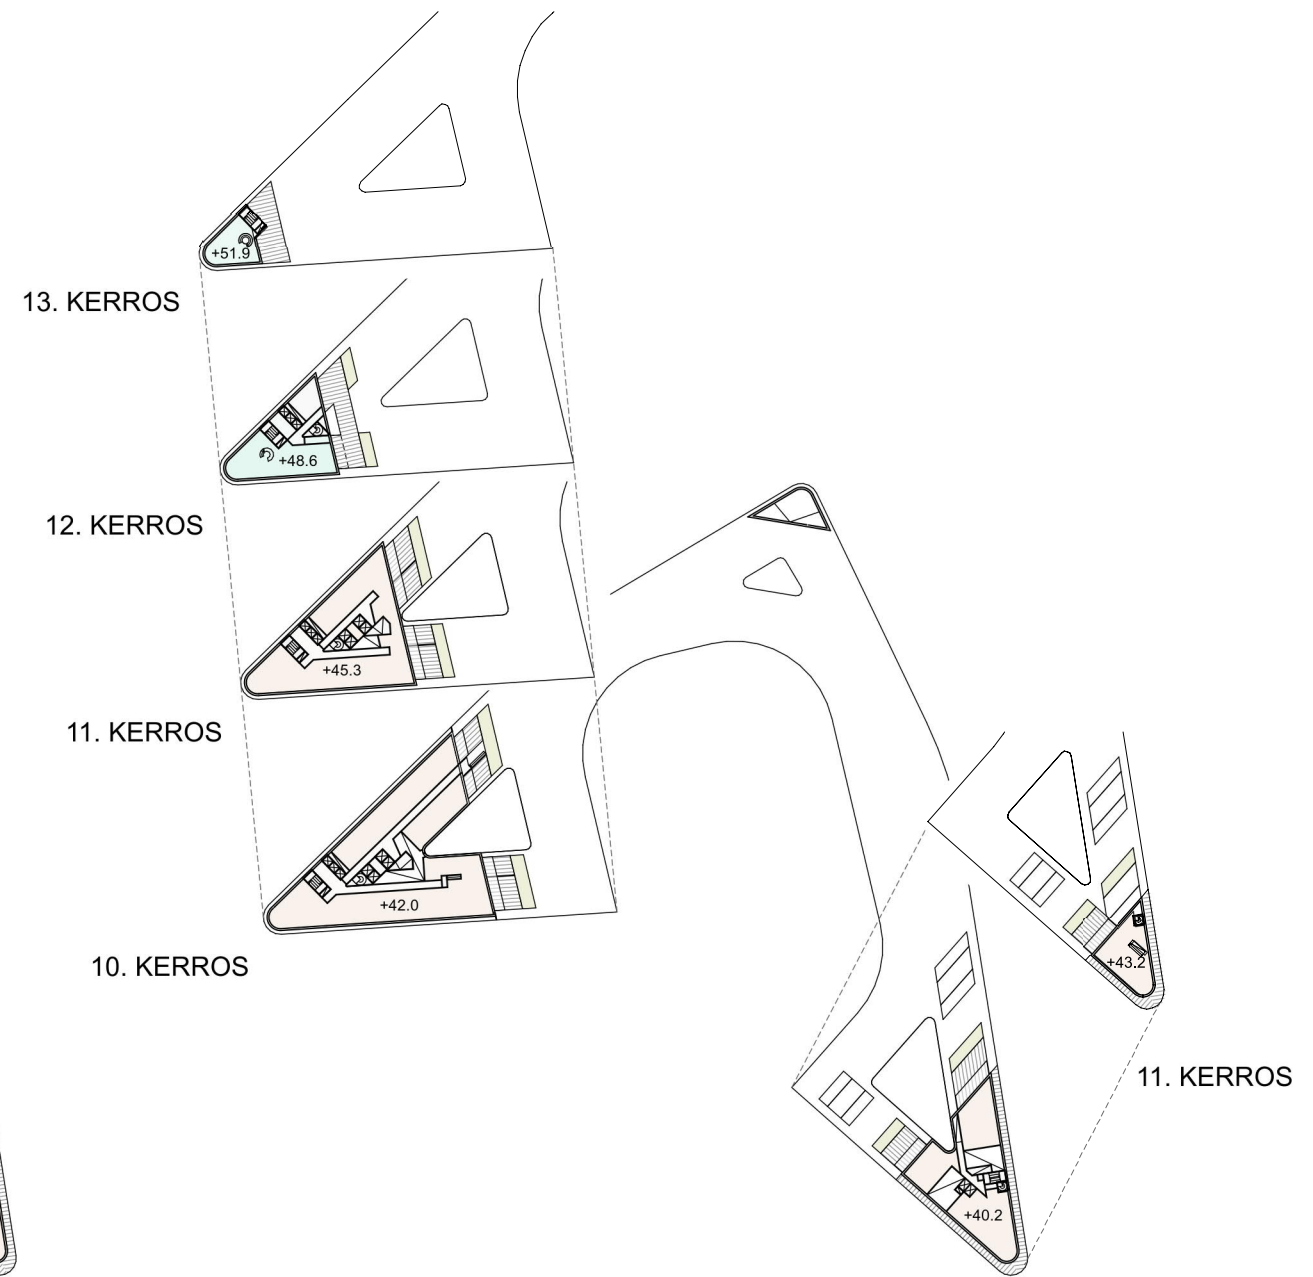 +51.9
13. KERROS
+48.6
12. KERROS
+45.3
11. KERROS
+42.0
10. KERROS
+43.2
11. KERROS
+40.2